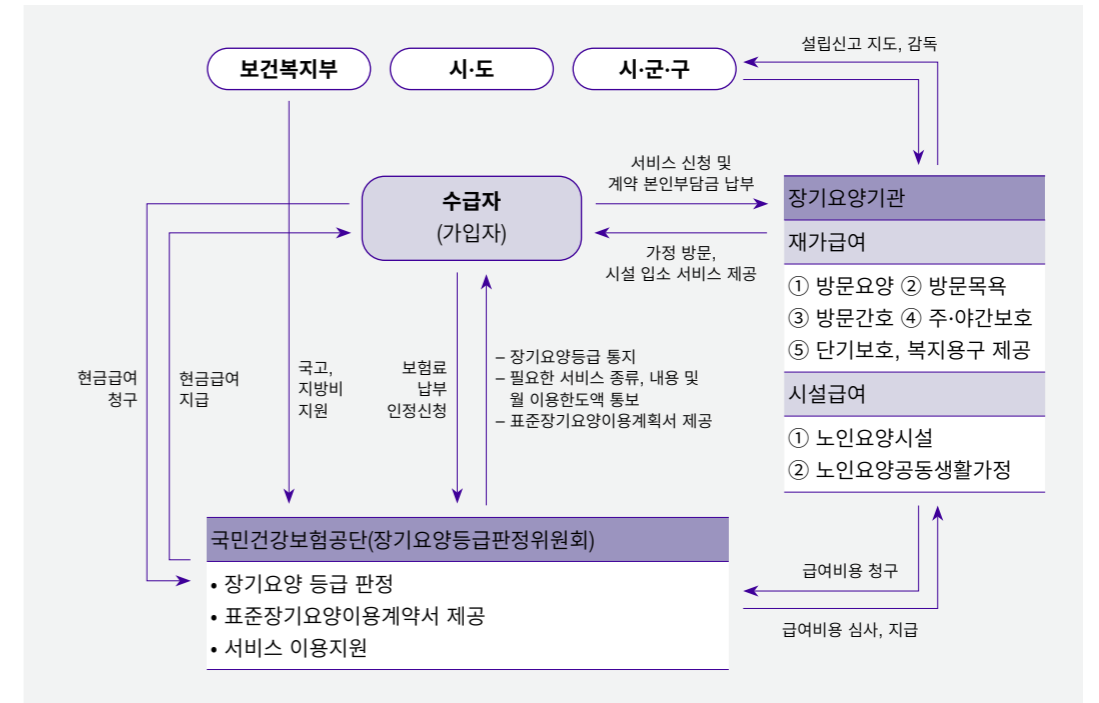 설립신고 지도, 감독
보건복지부
시·도
시·군·구
서비스 신청 및
계약 본인부담금 납부
수급자
(가입자)
가정 방문,
시설 입소 서비스 제공
장기요양기관
재가급여
① 방문요양 ② 방문목욕
③ 방문간호 ④ 주·야간보호
⑤ 단기보호, 복지용구 제공
시설급여
① 노인요양시설
② 노인요양공동생활가정
현금급여
청구
현금급여
지급
국고,
지방비
지원
보험료
납부
인정신청
– 장기요양등급 통지
– 필요한 서비스 종류, 내용 및
월 이용한도액 통보
– 표준장기요양이용계획서 제공
국민건강보험공단(장기요양등급판정위원회)
• 장기요양 등급 판정
• 표준장기요양이용계약서 제공
• 서비스 이용지원
급여비용 청구
급여비용 심사, 지급